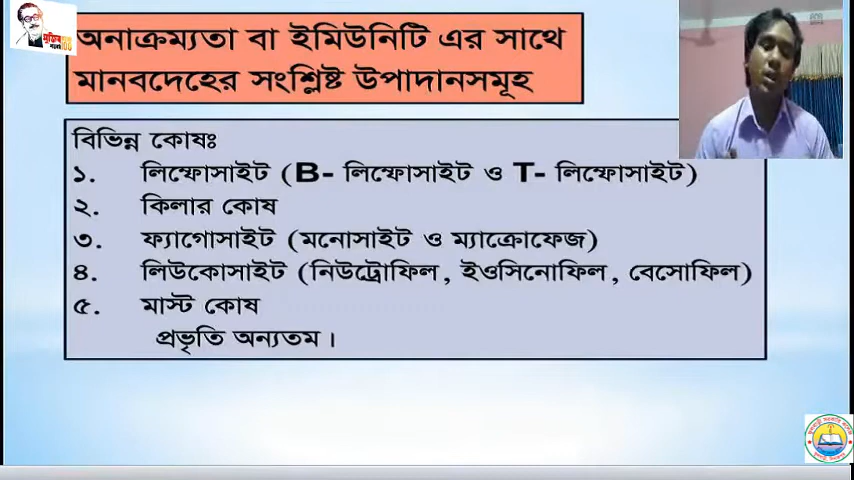 অনাক্রম্যতা বা ইমিউনিটি এর সাথে
মানবদেহের সংশ্লিষ্ট উপাদানসমূহ
বিভিন্ন কোষঃ
১. লিম্ফোসাইট (B- লিম্ফোসাইট ও T- লিম্ফোসাইট)
২. কিলার কোষ
৩. ফ্যাগোসাইট (মনোসাইট ও ম্যাক্রোফেজ)
৪. লিউকোসাইট (নিউট্রোফিল, ইওসিনোফিল, বেসোফিল)
৫. মাস্ট কোষ
প্রভৃতি অন্যতম।